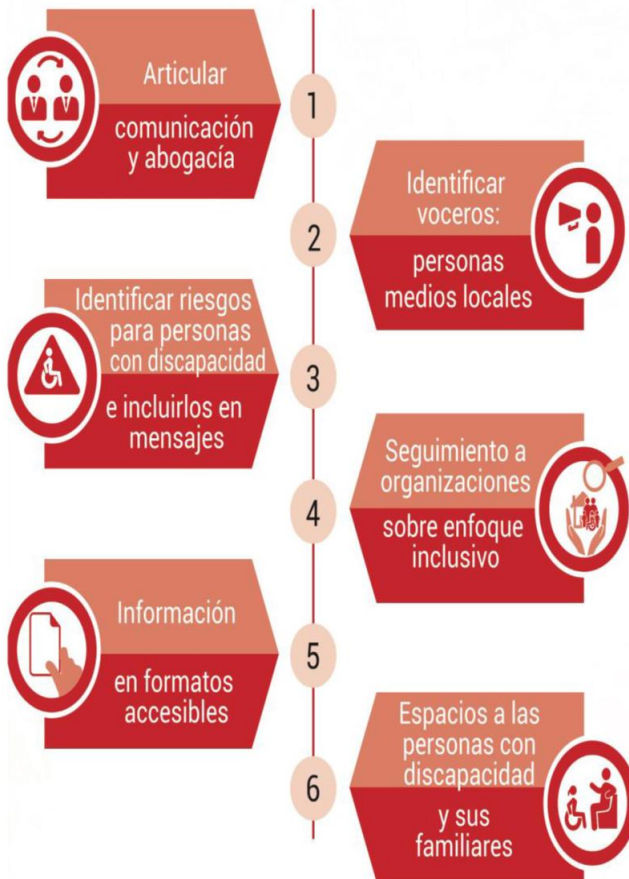 Articular
comunicación
y abogacía
1
2
Identificar
voceros:
personas
medios locales
Identificar riesgos
para personas
con discapacidad
e incluirlos en
mensajes
3
4
Seguimiento a
organizaciones
sobre enfoque
inclusivo
Información
en formatos
accesibles
5
6
Espacios a las
personas con
discapacidad
y sus
familiares